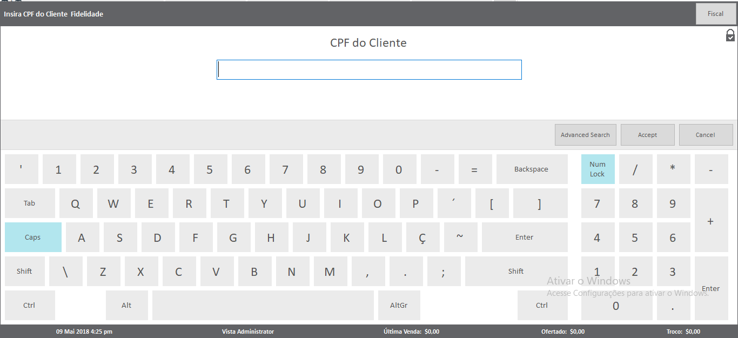 Insira CPF do Cliente Fidelidade
Fiscal
CPF do Cliente
Advanced Search Accept Cancel
' 1 2 3 4 5 6 7 8 9 0 - = Backspace Num Lock / * -
Tab Q W E R T Y U I O P ´ [ ] 7 8 9 +
Caps A S D F G H J K L Ç ~ Enter 4 5 6
Shift \ Z X C V B N M , . ; Shift 1 2 3 Enter
Ativar o Windows
Acesse Configurações para ativar o Windows.
Ctrl Alt AltGr Ctrl 0 .
09 Mai 2018 4:25 pm Vista Administrator Última Venda: $0,00 Ofertado: $0,00 Troco: $0,00